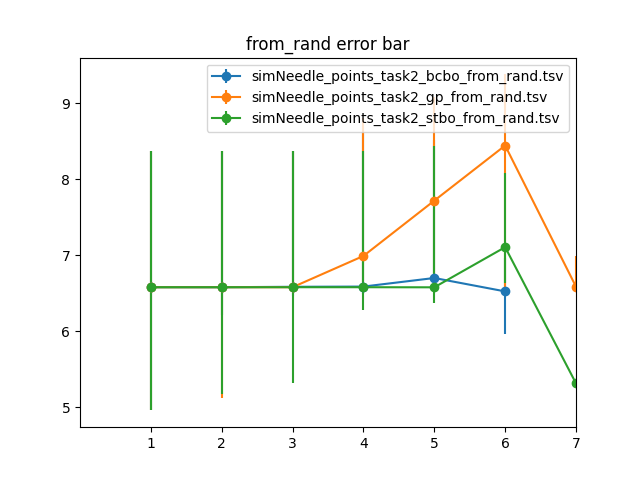 from_rand error bar
simNeedle_points_task2_bcbo_from_rand.tsv
simNeedle_points_task2_gp_from_rand.tsv
simNeedle_points_task2_stbo_from_rand.tsv
9
8
7
6
5
1 2 3 4 5 6 7